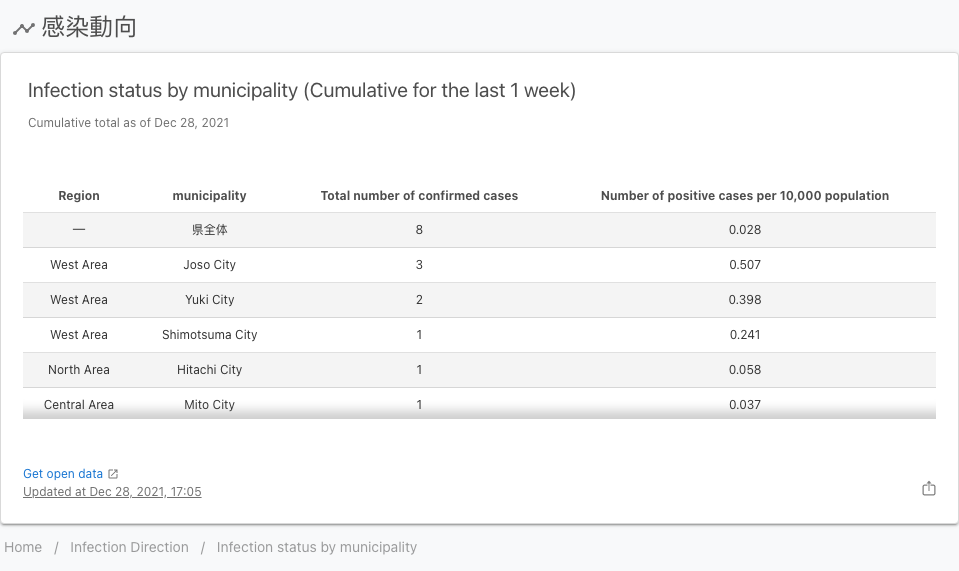 感染動向
Infection status by municipality (Cumulative for the last 1 week)
Cumulative total as of Dec 28, 2021
Region municipality Total number of confirmed cases Number of positive cases per 10,000 population
— 県全体 8 0.028
West Area Joso City 3 0.507
West Area Yuki City 2 0.398
West Area Shimotsuma City 1 0.241
North Area Hitachi City 1 0.058
Central Area Mito City 1 0.037
Get open data
Updated at Dec 28, 2021, 17:05
Home / Infection Direction / Infection status by municipality